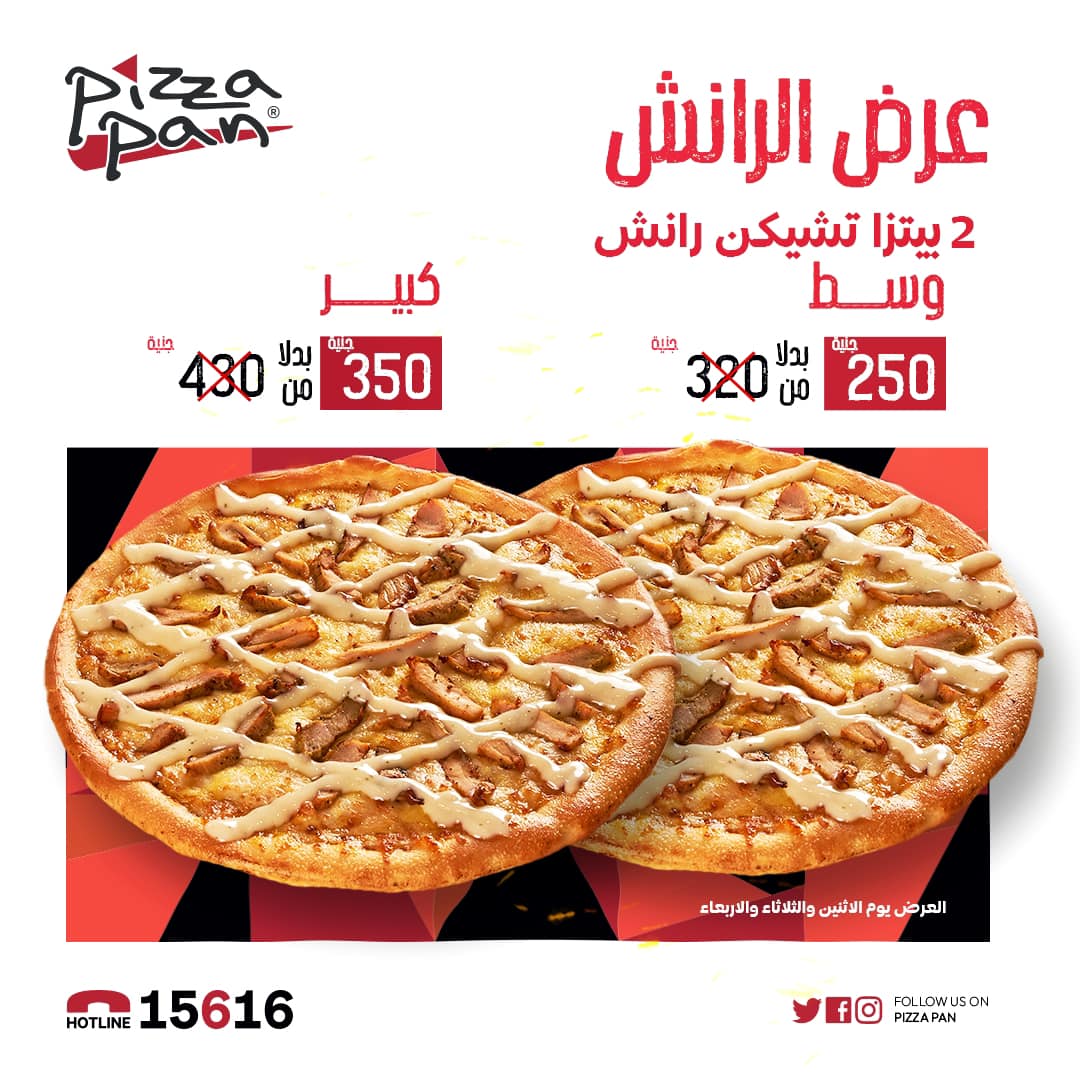 pizza
pan®
عرض الرانش
2 بيتزا تشيكن رانش
وسط
250 جنية بدلا من 320 جنية
كبير
350 جنية بدلا من 430 جنية
العرض يوم الاثنين والثلاثاء والاربعاء
HOTLINE 15616
FOLLOW US ON
PIZZA PAN